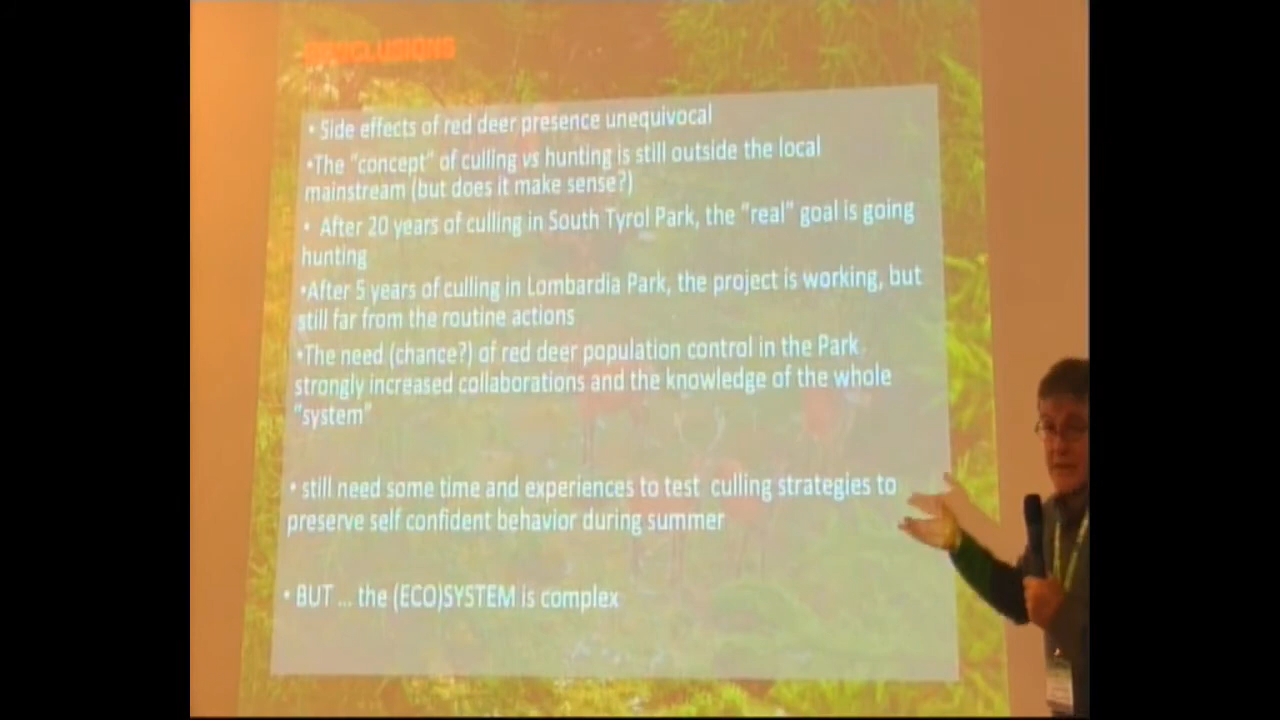 CONCLUSIONS
• Side effects of red deer presence unequivocal
•The "concept" of culling vs hunting is still outside the local
mainstream (but does it make sense?)
• After 20 years of culling in South Tyrol Park, the "real" goal is going
hunting
•After 5 years of culling in Lombardia Park, the project is working, but
still far from the routine actions
•The need (chance?) of red deer population control in the Park
strongly increased collaborations and the knowledge of the whole
"system"
• still need some time and experiences to test culling strategies to
preserve self confident behavior during summer
• BUT ... the (ECO)SYSTEM is complex